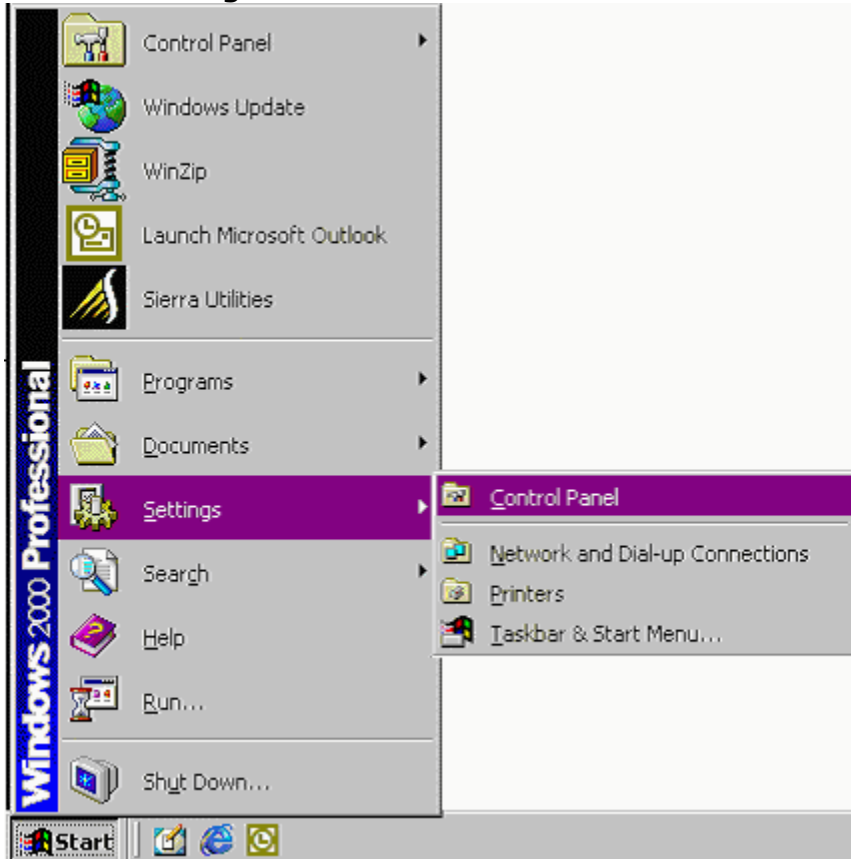 Control Panel
Windows Update
WinZip
Launch Microsoft Outlook
Sierra Utilities
Programs
Documents
Settings
Control Panel
Network and Dial-up Connections
Printers
Taskbar & Start Menu...
Search
Help
Run...
Shut Down...
Windows 2000 Professional
Start